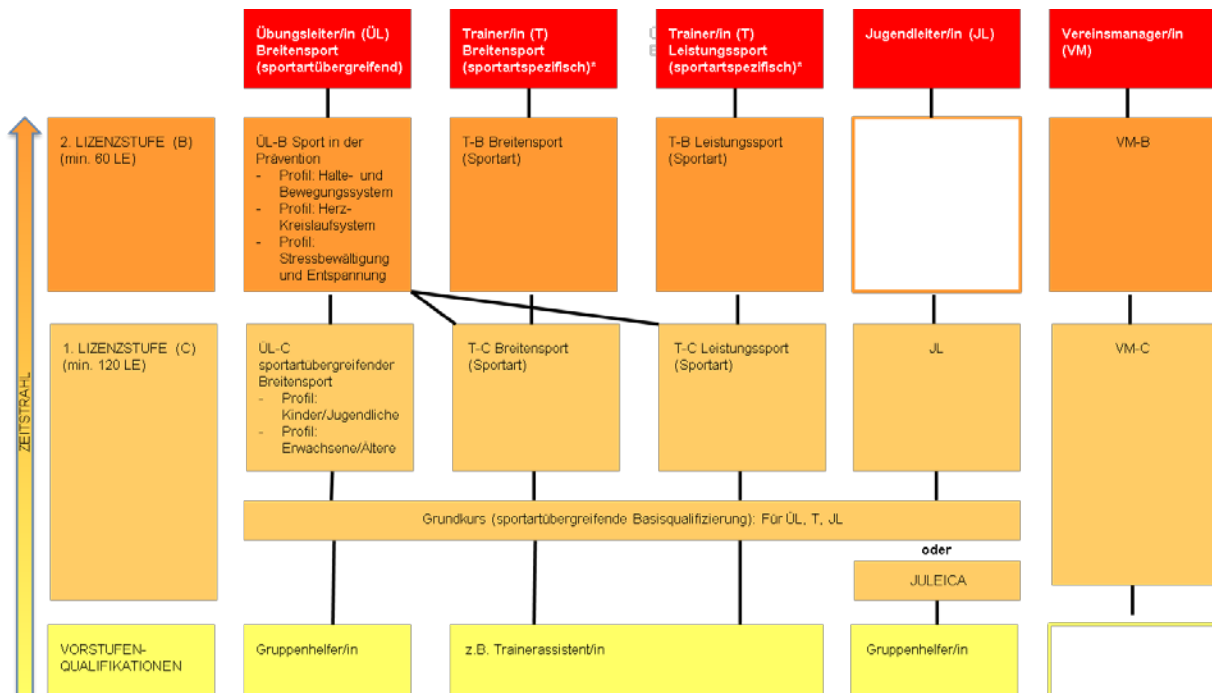 Übungsleiter/in (ÜL)
Breitensport
(sportartübergreifend)
Trainer/in (T)
Breitensport
(sportartspezifisch)*
Trainer/in (T)
Leistungssport
(sportartspezifisch)*
Jugendleiter/in (JL)
Vereinsmanager/in
(VM)
2. LIZENZSTUFE (B)
(min. 60 LE)
ÜL-B Sport in der
Prävention
- Profil: Halte- und
Bewegungssystem
- Profil: Herz-
Kreislaufsystem
- Profil:
Stressbewältigung
und Entspannung
T-B Breitensport
(Sportart)
T-B Leistungssport
(Sportart)
VM-B
1. LIZENZSTUFE (C)
(min. 120 LE)
ÜL-C
sportartübergreifender
Breitensport
- Profil:
Kinder/Jugendliche
- Profil:
Erwachsene/Ältere
T-C Breitensport
(Sportart)
T-C Leistungssport
(Sportart)
JL
VM-C
ZEITSTRAHL
Grundkurs (sportartübergreifende Basisqualifizierung): Für ÜL, T, JL
oder
JULEICA
VORSTUFEN-
QUALIFIKATIONEN
Gruppenhelfer/in
z.B. Trainerassistent/in
Gruppenhelfer/in